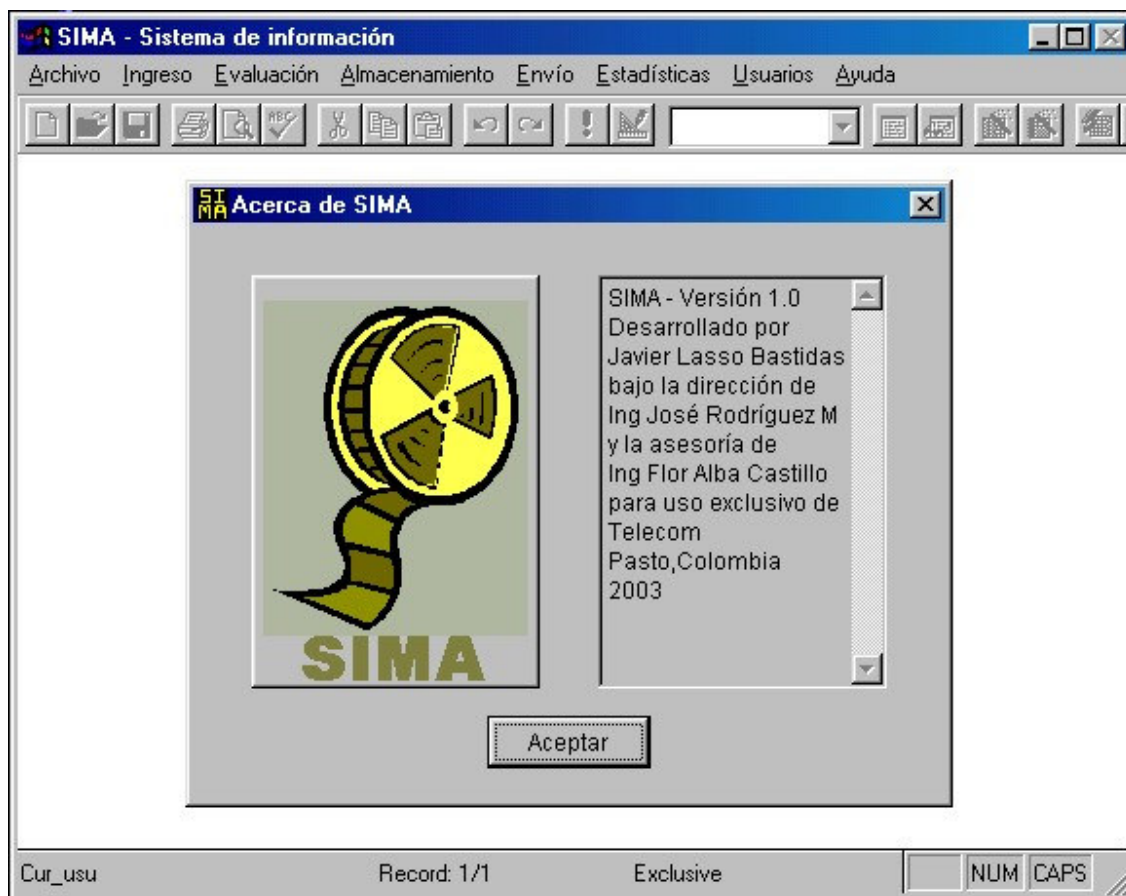 SIMA - Sistema de información
Archivo Ingreso Evaluación Almacenamiento Envío Estadísticas Usuarios Ayuda
ABC
SIMA Acerca de SIMA
SIMA - Versión 1.0
Desarrollado por
Javier Lasso Bastidas
bajo la dirección de
Ing José Rodríguez M
y la asesoría de
Ing Flor Alba Castillo
para uso exclusivo de
Telecom
Pasto,Colombia
2003
SIMA
Aceptar
Cur_usu Record: 1/1 Exclusive NUM CAPS